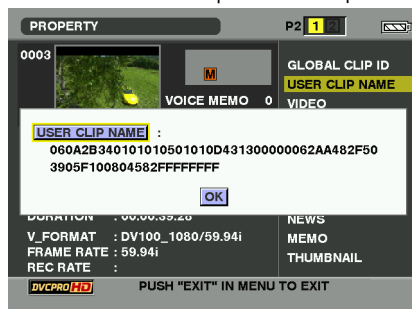 PROPERTY
P2 1 2
0003
M
VOICE MEMO 0
GLOBAL CLIP ID
USER CLIP NAME
VIDEO
USER CLIP NAME :
060A2B340101010501010D431300000062AA482F50
3905F100804582FFFFFFFF
OK
DURATION : 00:00:39.28
V_FORMAT : DV100_1080/59.94i
FRAME RATE : 59.94i
REC RATE :
NEWS
MEMO
THUMBNAIL
DVCPRO HD
PUSH "EXIT" IN MENU TO EXIT